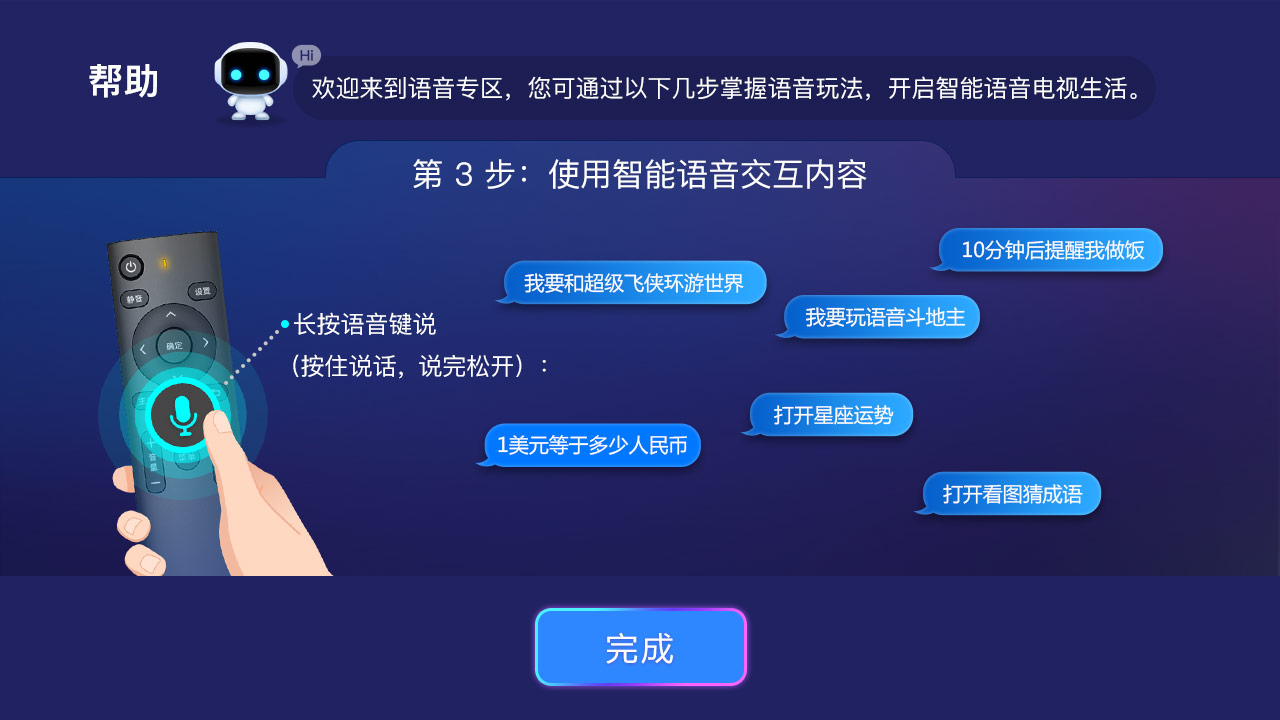 帮助
Hi
欢迎来到语音专区，您可通过以下几步掌握语音玩法，开启智能语音电视生活。
第 3 步：使用智能语音交互内容
10分钟后提醒我做饭
我要和超级飞侠环游世界
我要玩语音斗地主
静音
设置
确定
长按语音键说
（按住说话，说完松开）：
打开星座运势
1美元等于多少人民币
音量
菜单
打开看图猜成语
完成